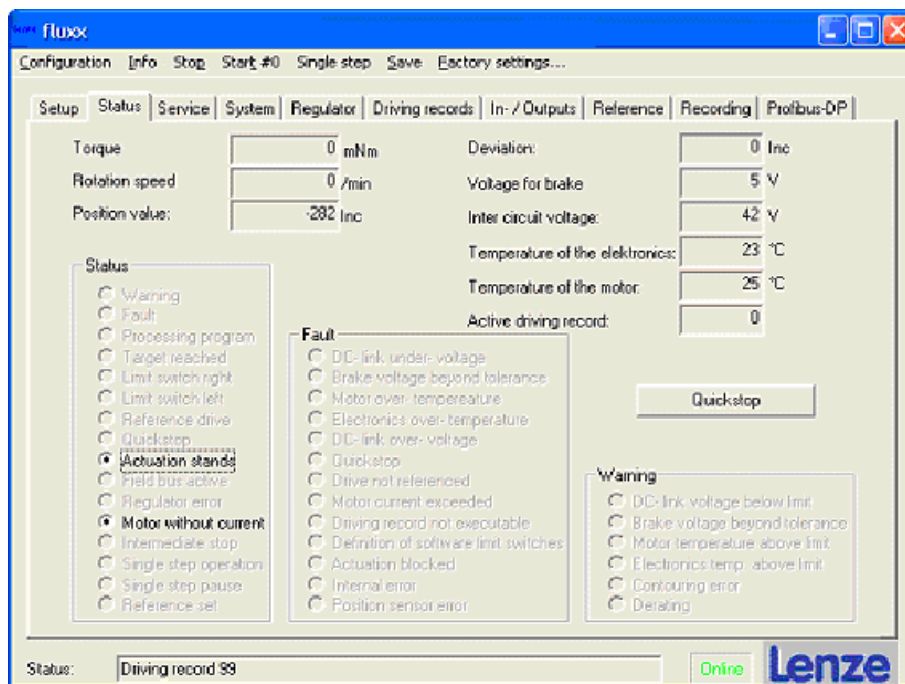 fluxx
Configuration Info Stop Start #0 Single step Save Factory settings...
Setup Status Service System Regulator Driving records In-/Outputs Reference Recording Profibus-DP
Torque 0 mNm
Rotation speed 0 /min
Position value: -282 Inc
Deviation: 0 Inc
Voltage for brake 5 V
Inter circuit voltage: 42 V
Temperature of the elektronics: 23 °C
Temperature of the motor: 25 °C
Active driving record: 0
Status
Warning
Fault
Processing program
Target reached
Limit switch right
Limit switch left
Reference drive
Quickstop
Actuation stands
Field bus active
Regulator error
Motor without current
Intermediate stop
Single step operation
Single step pause
Reference set
Fault
DC-link under-voltage
Brake voltage beyond tolerance
Motor over-tempereature
Electronics over-temperature
DC-link over-voltage
Quickstop
Drive not referenced
Motor current exceeded
Driving record not executable
Definition of software limit switches
Actuation blocked
Internal error
Position sensor error
Quickstop
Warning
DC-link voltage below limit
Brake voltage beyond tolerance
Motor temperature above limit
Electronics temp. above limit
Contouring error
Derating
Status: Driving record 99 Online Lenze